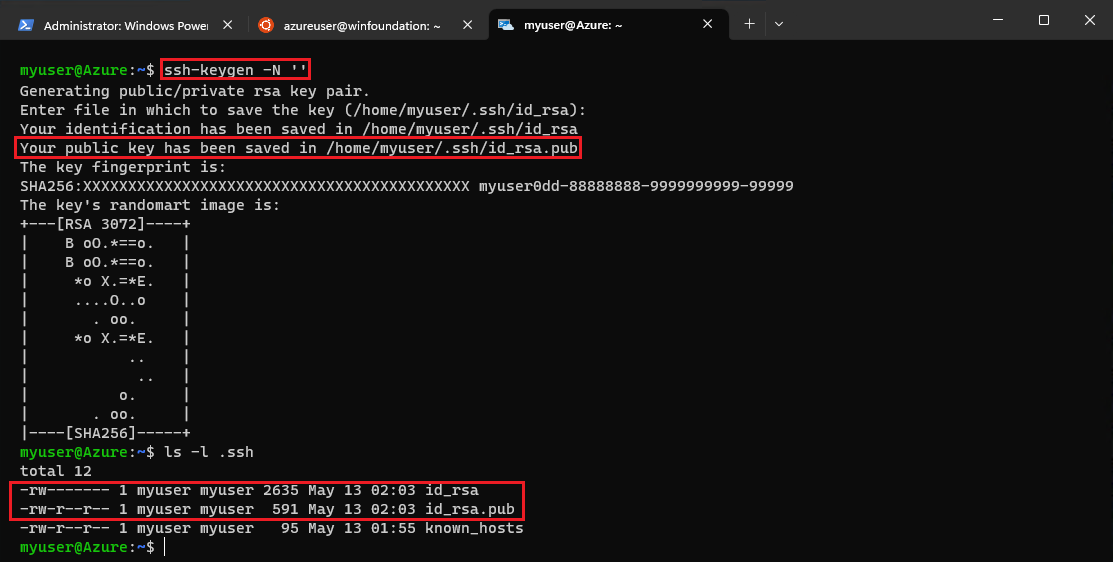 Administrator: Windows Power
azureuser@winfoundation: ~
myuser@Azure: ~
myuser@Azure:~$ ssh-keygen -N ''
Generating public/private rsa key pair.
Enter file in which to save the key (/home/myuser/.ssh/id_rsa):
Your identification has been saved in /home/myuser/.ssh/id_rsa
Your public key has been saved in /home/myuser/.ssh/id_rsa.pub
The key fingerprint is:
SHA256:XXXXXXXXXXXXXXXXXXXXXXXXXXXXXXXXXXXXXXXXXXX myuser0dd-88888888-9999999999-99999
The key's randomart image is:
+---[RSA 3072]----+
|    B oO.*==o.   |
|    B oO.*==o.   |
|     *o X.=*E.   |
|     ....O..o    |
|       . oo.     |
|     *o X.=*E.   |
|           ..    |
|            ..   |
|          o.     |
|       . oo.     |
|----[SHA256]-----+
myuser@Azure:~$ ls -l .ssh
total 12
-rw------- 1 myuser myuser 2635 May 13 02:03 id_rsa
-rw-r--r-- 1 myuser myuser  591 May 13 02:03 id_rsa.pub
-rw-r--r-- 1 myuser myuser   95 May 13 01:55 known_hosts
myuser@Azure:~$